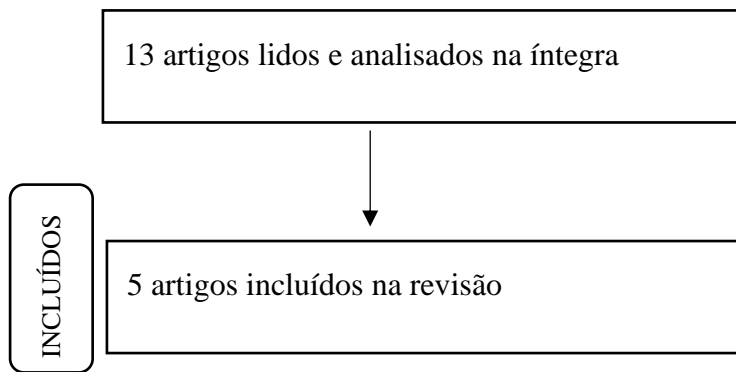 13 artigos lidos e analisados na íntegra
INCLUÍDOS
5 artigos incluídos na revisão